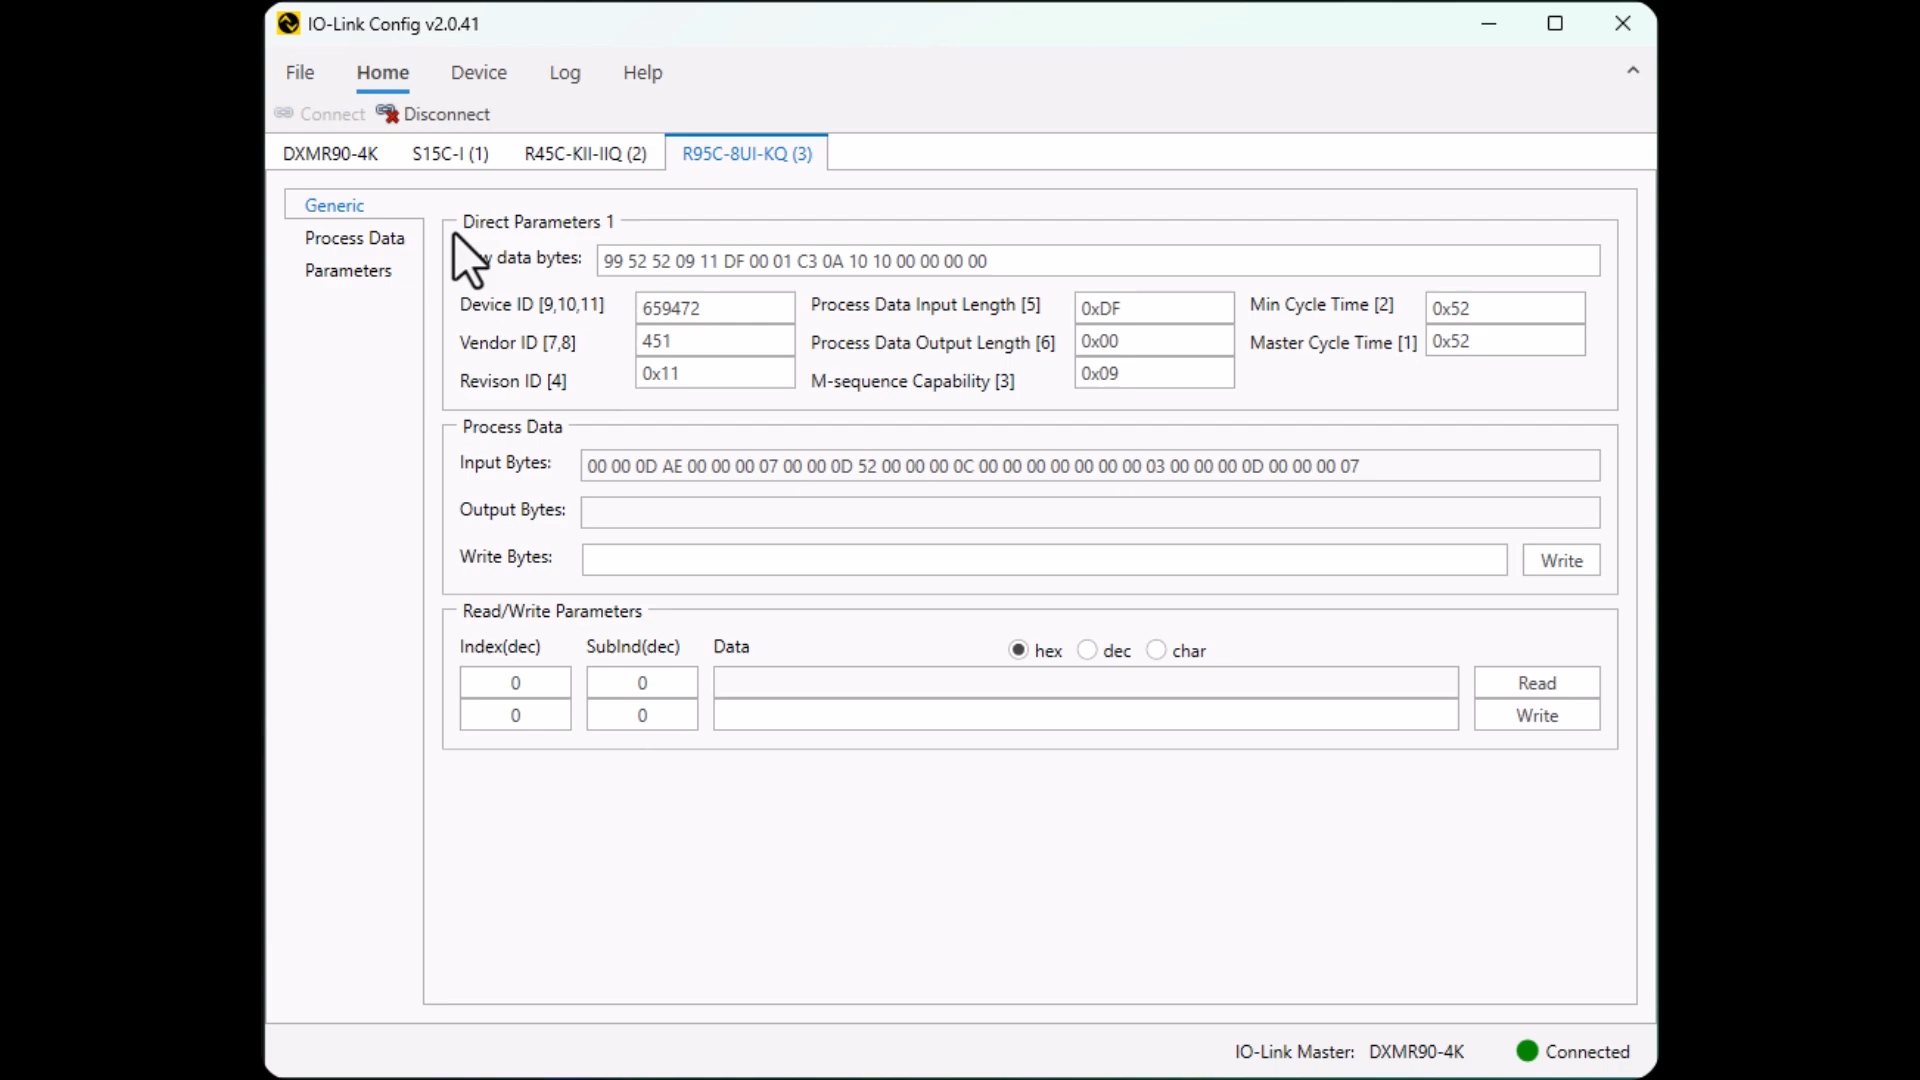 IO-Link Config v2.0.41
File Home Device Log Help
Connect Disconnect
DXMR90-4K S15C-I (1) R45C-KII-IIQ (2) R95C-8UI-KQ (3)
Generic
Process Data
Parameters
Direct Parameters 1
data bytes: 99 52 52 09 11 DF 00 01 C3 0A 10 10 00 00 00 00
Device ID [9,10,11] 659472 Process Data Input Length [5] 0xDF Min Cycle Time [2] 0x52
Vendor ID [7,8] 451 Process Data Output Length [6] 0x00 Master Cycle Time [1] 0x52
Revison ID [4] 0x11 M-sequence Capability [3] 0x09
Process Data
Input Bytes: 00 00 0D AE 00 00 00 07 00 00 0D 52 00 00 00 0C 00 00 00 00 00 00 00 03 00 00 00 0D 00 00 00 07
Output Bytes:
Write Bytes: Write
Read/Write Parameters
Index(dec) SubInd(dec) Data hex dec char
0 0 Read
0 0 Write
IO-Link Master: DXMR90-4K Connected